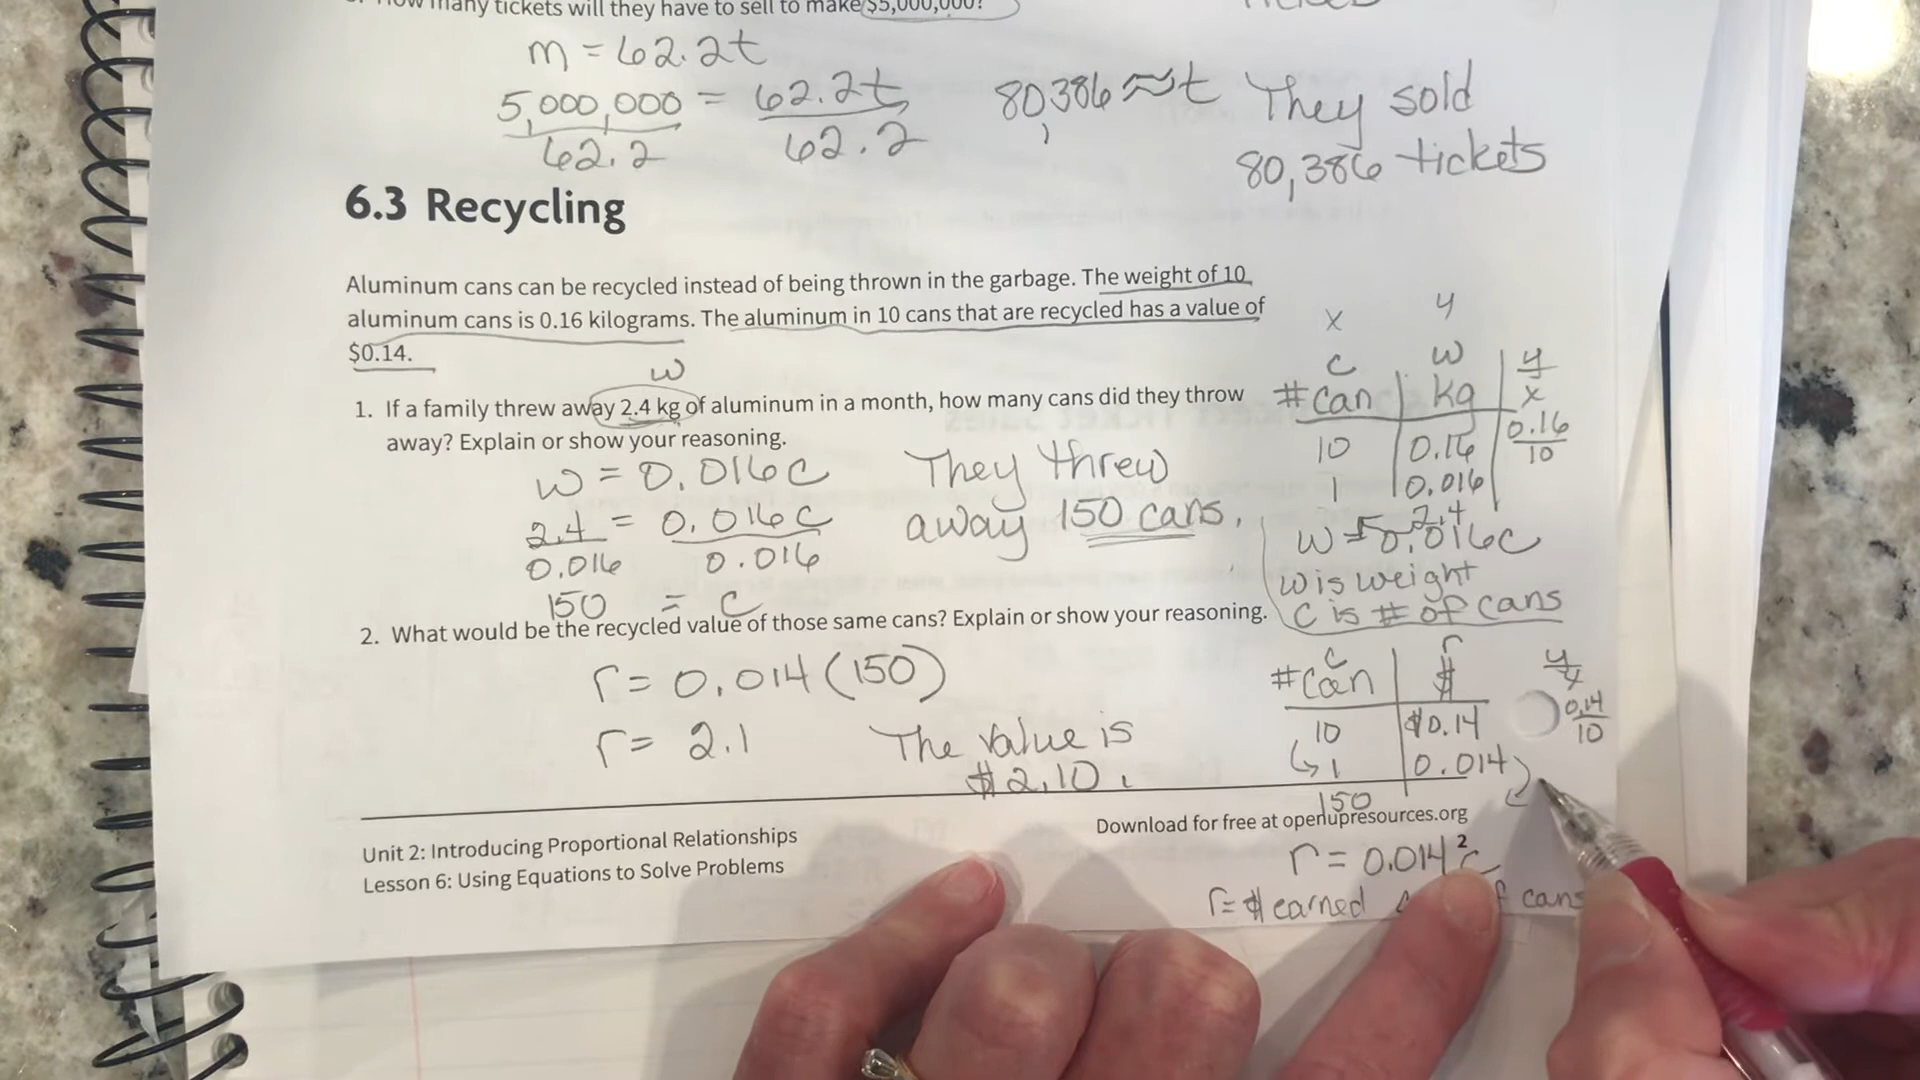 many tickets will they have to sell to make $5,000,000?
m = 62.2t
5,000,000 = 62.2t
62.2 62.2
80,386 ≈ t
They sold
80,386 tickets
6.3 Recycling
Aluminum cans can be recycled instead of being thrown in the garbage. The weight of 10
aluminum cans is 0.16 kilograms. The aluminum in 10 cans that are recycled has a value of
$0.14.
w
1. If a family threw away 2.4 kg of aluminum in a month, how many cans did they throw
away? Explain or show your reasoning.
w = 0.016c
2.4 = 0.016c
0.016 0.016
150 = c
They threw
away 150 cans.
x y
c w y
#can kg x
10 0.16 0.16
10
1 0.016
2.4
w = 0.016c
w is weight
c is # of cans
2. What would be the recycled value of those same cans? Explain or show your reasoning.
r = 0.014(150)
r = 2.1
The value is
$2.10.
c r y
#can $ x
10 $0.14 0.14
10
1 0.014
150
Unit 2: Introducing Proportional Relationships
Lesson 6: Using Equations to Solve Problems
Download for free at openupresources.org
2
r = 0.014c
r = $ earned cans